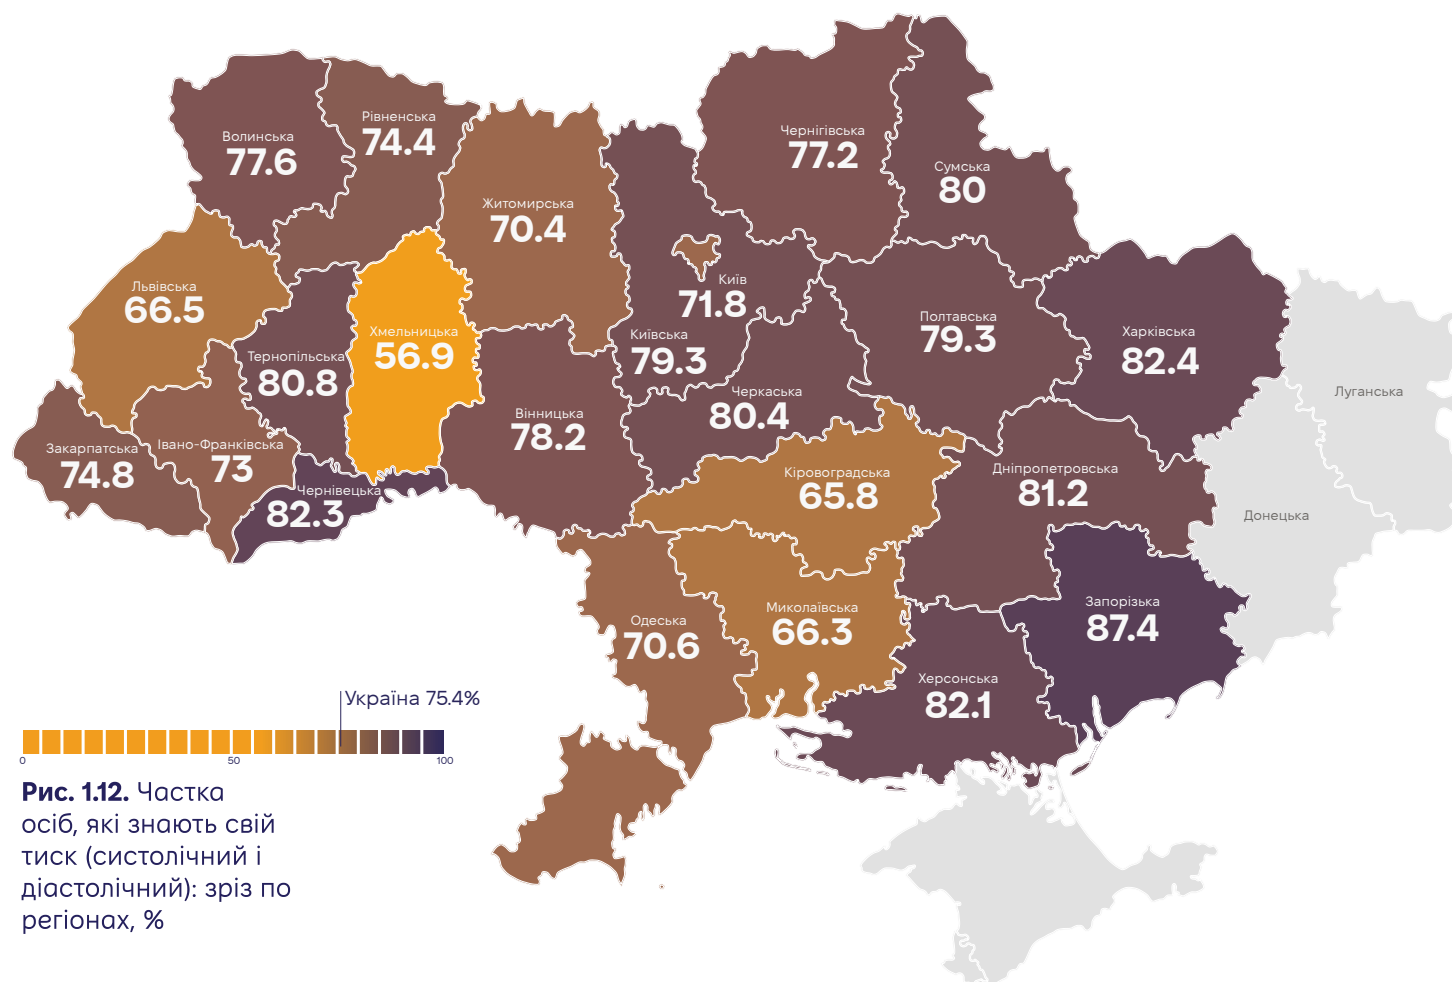 Волинська
77.6
Рівненська
74.4
Житомирська
70.4
Чернігівська
77.2
Сумська
80
Львівська
66.5
Київ
71.8
Хмельницька
56.9
Тернопільська
80.8
Київська
79.3
Полтавська
79.3
Харківська
82.4
Луганська
Черкаська
80.4
Вінницька
78.2
Закарпатська
74.8
Івано-Франківська
73
Чернівецька
82.3
Кіровоградська
65.8
Дніпропетровська
81.2
Донецька
Одеська
70.6
Миколаївська
66.3
Запорізька
87.4
Херсонська
82.1
Україна 75.4%
0 50 100
Рис. 1.12. Частка
осіб, які знають свій
тиск (систолічний і
діастолічний): зріз по
регіонах, %